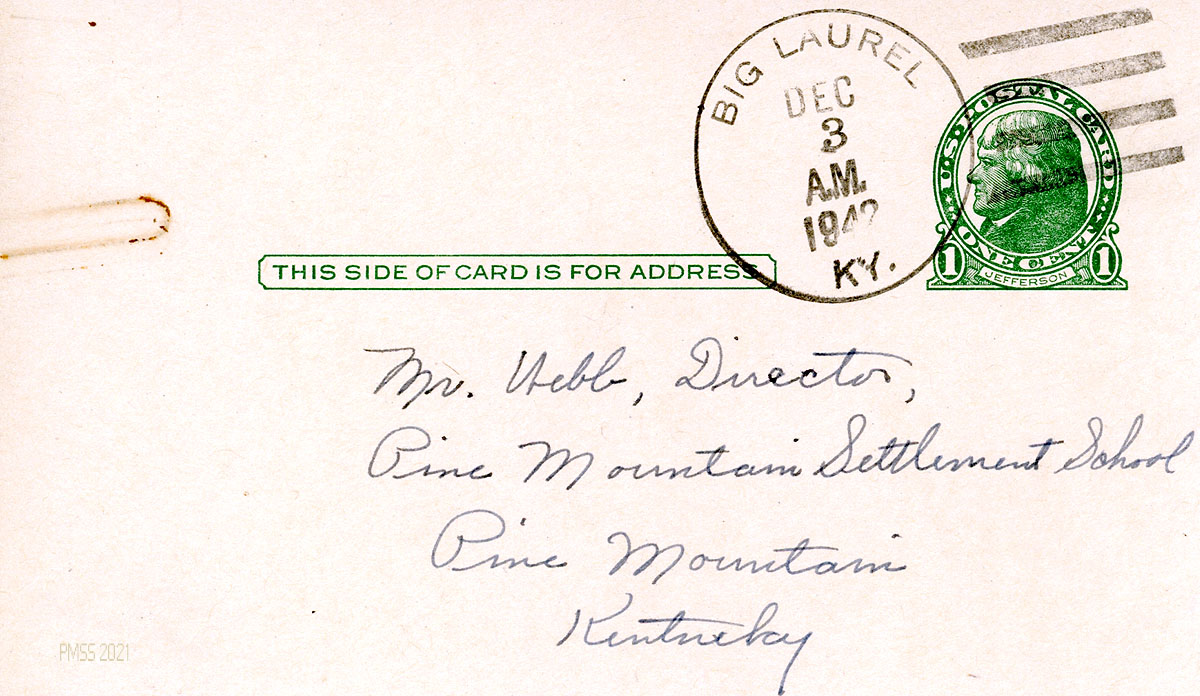 BIG LAUREL
DEC
3
A.M.
1942
KY.
U.S. POSTAL CARD
ONE CENT
1 JEFFERSON 1
THIS SIDE OF CARD IS FOR ADDRESS
Mr. Webb, Director,
Pine Mountain Settlement School
Pine Mountain
Kentucky
PMSS 2021